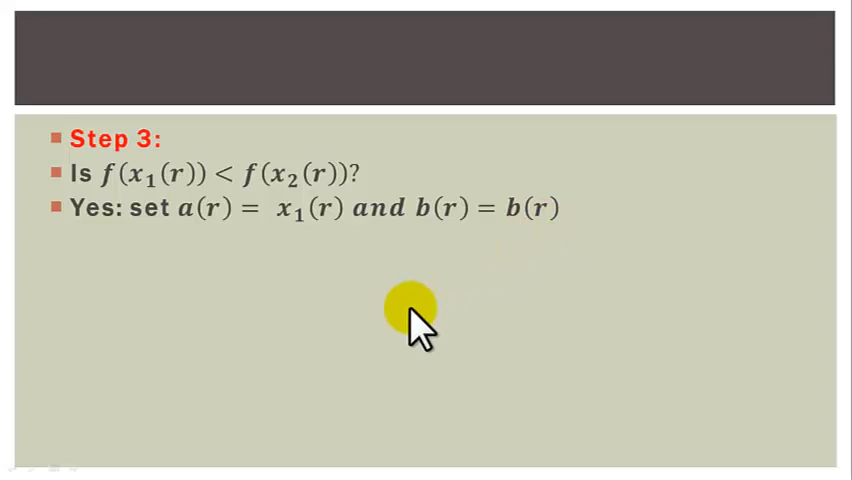 Step 3:
Is f(x₁(r)) < f(x₂(r))?
Yes: set a(r) = x₁(r) and b(r) = b(r)